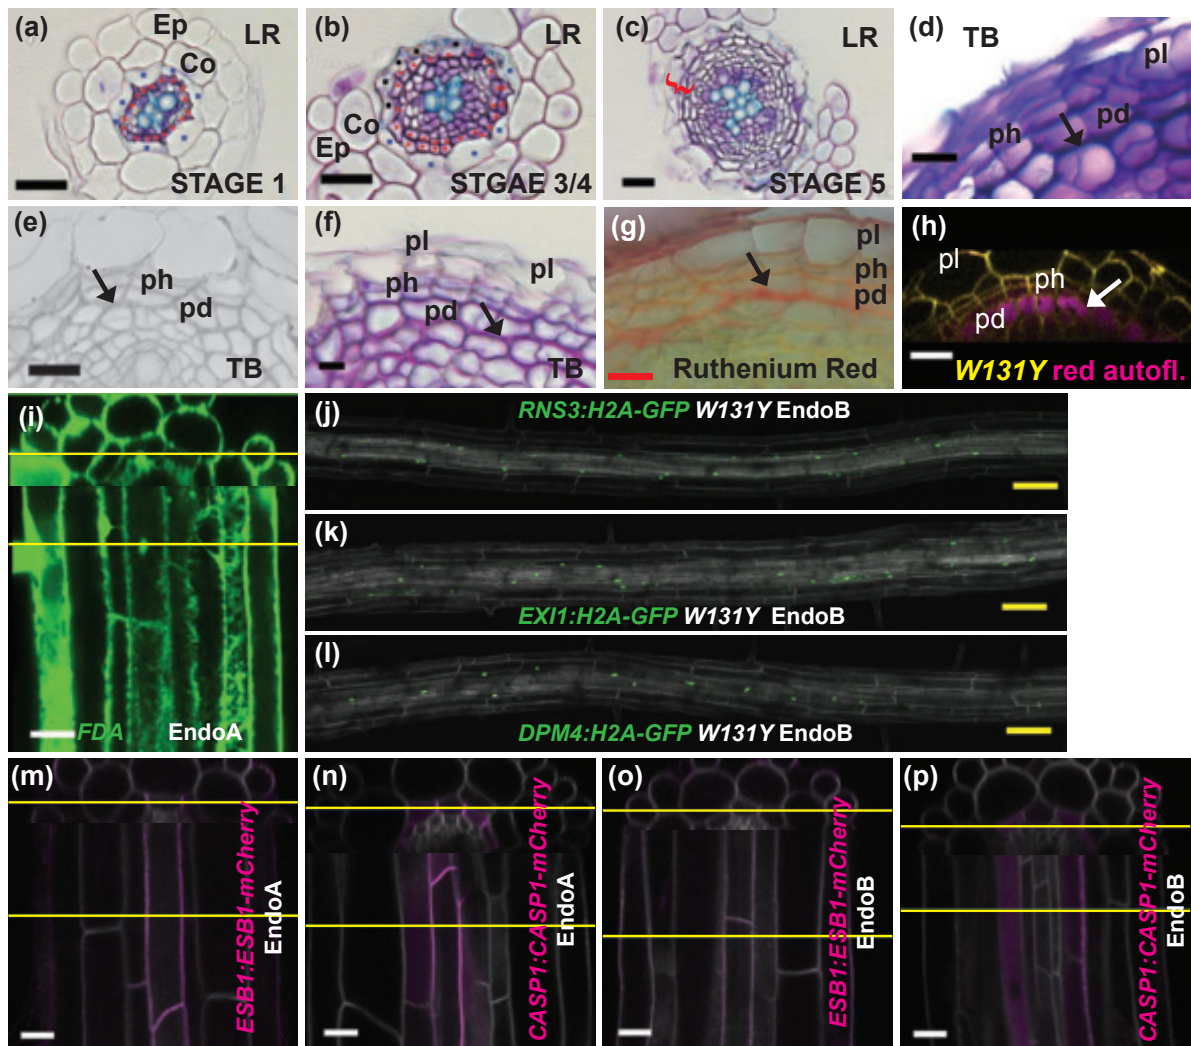 (a)
Ep
LR
Co
STAGE 1
(b)
LR
Co
Ep
STGAE 3/4
(c)
LR
STAGE 5
(d)
TB
pl
pd
ph
(e)
ph
pd
TB
(f)
pl
pl
ph
pd
TB
(g)
pl
ph
pd
Ruthenium Red
(h)
pl
ph
pd
W131Y red autofl.
(i)
FDA EndoA
(j)
RNS3:H2A-GFP W131Y EndoB
(k)
EXI1:H2A-GFP W131Y EndoB
(l)
DPM4:H2A-GFP W131Y EndoB
(m)
ESB1:ESB1-mCherry
EndoA
(n)
CASP1:CASP1-mCherry
EndoA
(o)
ESB1:ESB1-mCherry
EndoB
(p)
CASP1:CASP1-mCherry
EndoB